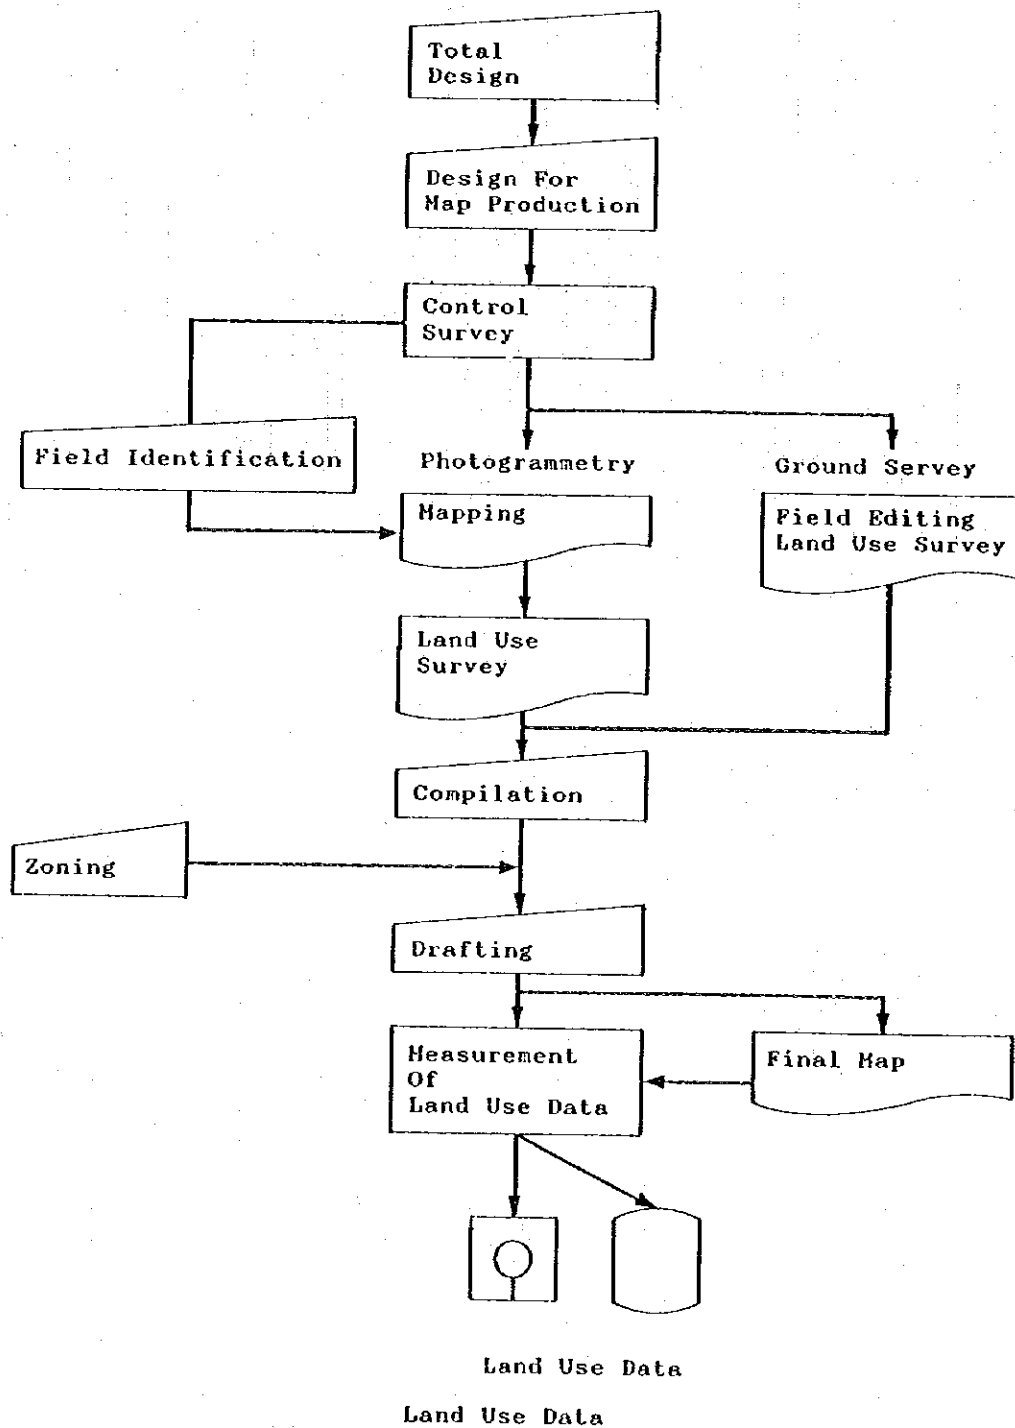 Total
Design
Design For
Map Production
Control
Survey
Field Identification
Photogrammetry
Ground Servey
Mapping
Field Editing
Land Use Survey
Land Use
Survey
Compilation
Zoning
Drafting
Measurement
Of
Land Use Data
Final Map
Land Use Data
Land Use Data